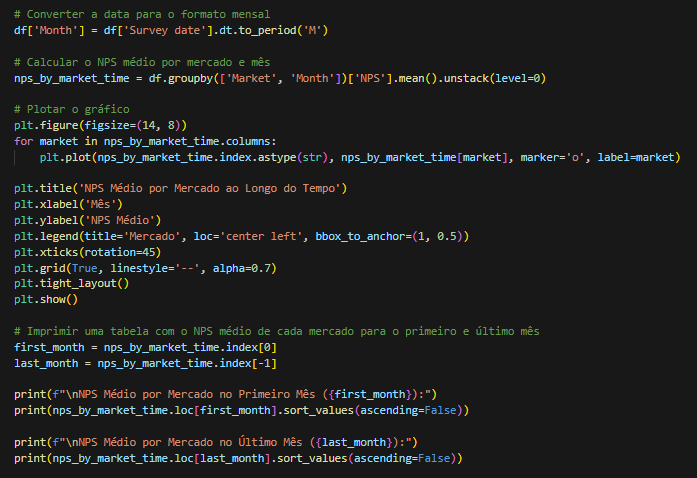 # Converter a data para o formato mensal
df['Month'] = df['Survey date'].dt.to_period('M')

# Calcular o NPS médio por mercado e mês
nps_by_market_time = df.groupby(['Market', 'Month'])['NPS'].mean().unstack(level=0)

# Plotar o gráfico
plt.figure(figsize=(14, 8))
for market in nps_by_market_time.columns:
    plt.plot(nps_by_market_time.index.astype(str), nps_by_market_time[market], marker='o', label=market)

plt.title('NPS Médio por Mercado ao Longo do Tempo')
plt.xlabel('Mês')
plt.ylabel('NPS Médio')
plt.legend(title='Mercado', loc='center left', bbox_to_anchor=(1, 0.5))
plt.xticks(rotation=45)
plt.grid(True, linestyle='--', alpha=0.7)
plt.tight_layout()
plt.show()

# Imprimir uma tabela com o NPS médio de cada mercado para o primeiro e último mês
first_month = nps_by_market_time.index[0]
last_month = nps_by_market_time.index[-1]

print(f"\nNPS Médio por Mercado no Primeiro Mês ({first_month}):")
print(nps_by_market_time.loc[first_month].sort_values(ascending=False))

print(f"\nNPS Médio por Mercado no Último Mês ({last_month}):")
print(nps_by_market_time.loc[last_month].sort_values(ascending=False))